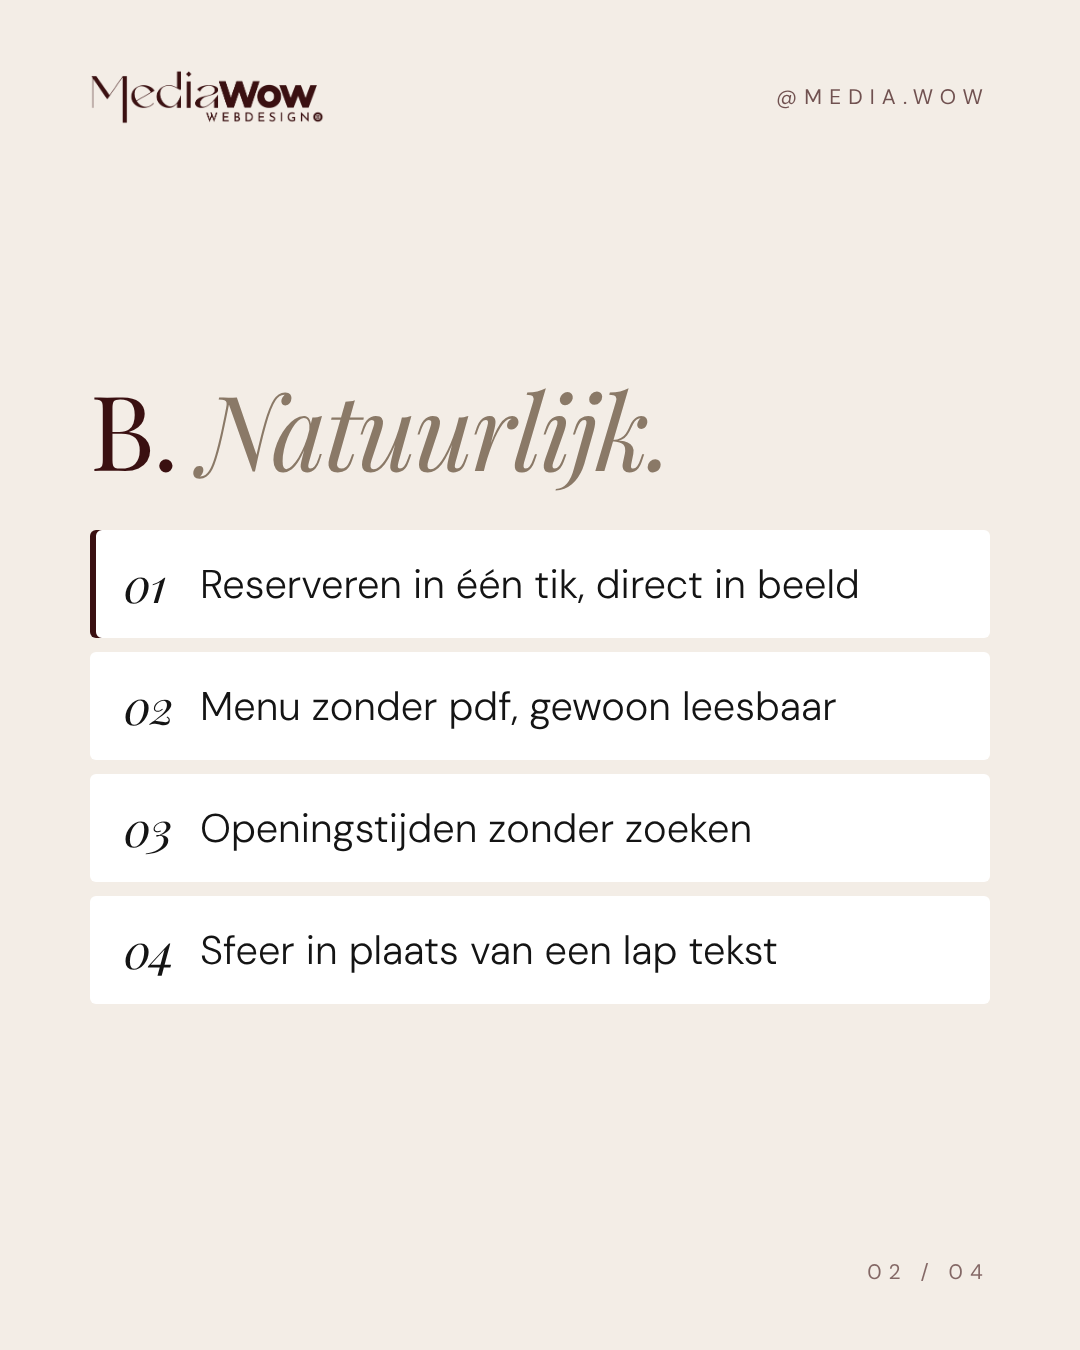 MediaWow
WEBDESIGN
@MEDIA.WOW
B. Natuurlijk.
01 Reserveren in één tik, direct in beeld
02 Menu zonder pdf, gewoon leesbaar
03 Openingstijden zonder zoeken
04 Sfeer in plaats van een lap tekst
02 / 04